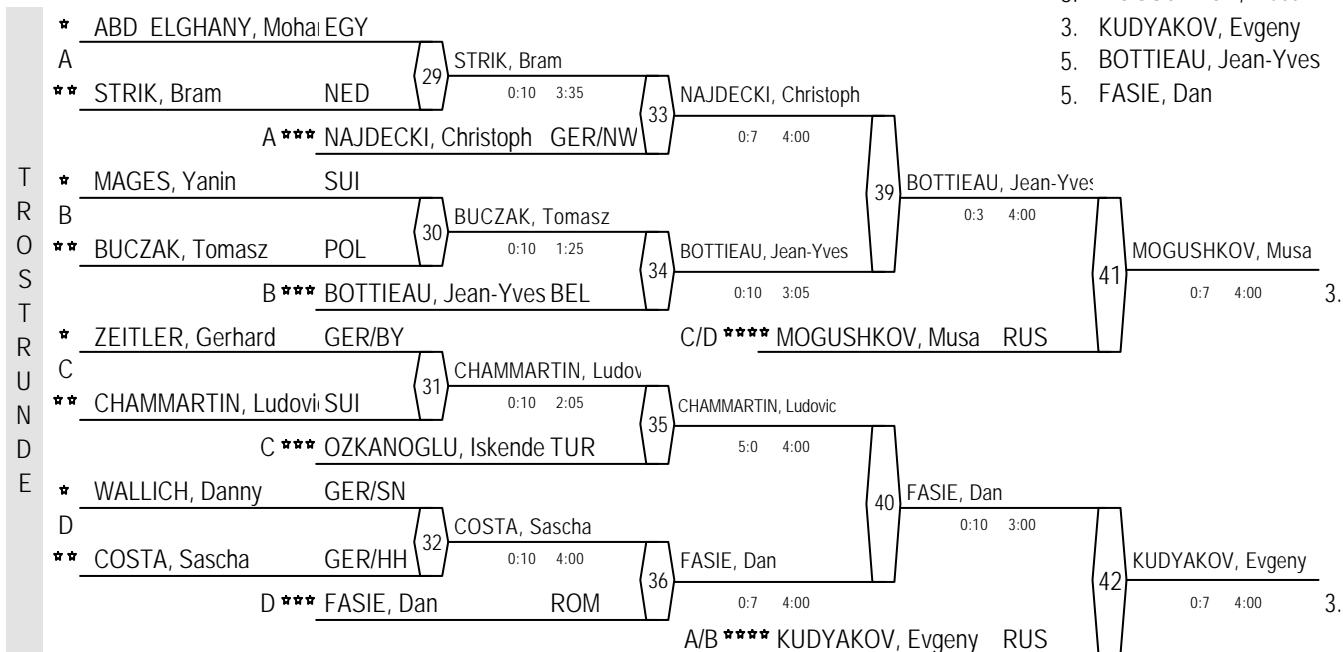 3. KUDYAKOV, Evgeny
5. BOTTIEAU, Jean-Yves
5. FASIE, Dan
TROSTRUNDE
* ABD ELGHANY, Mohai EGY
A
** STRIK, Bram NED
29
STRIK, Bram
0:10 3:35
A *** NAJDECKI, Christoph GER/NW
33
NAJDECKI, Christoph
0:7 4:00
* MAGES, Yanin SUI
B
** BUCZAK, Tomasz POL
30
BUCZAK, Tomasz
0:10 1:25
B *** BOTTIEAU, Jean-Yves BEL
34
BOTTIEAU, Jean-Yves
0:10 3:05
39
BOTTIEAU, Jean-Yves
0:3 4:00
C/D **** MOGUSHKOV, Musa RUS
41
MOGUSHKOV, Musa
0:7 4:00 3.
* ZEITLER, Gerhard GER/BY
C
** CHAMMARTIN, Ludovi SUI
31
CHAMMARTIN, Ludov
0:10 2:05
C *** OZKANOGLU, Iskende TUR
35
CHAMMARTIN, Ludovic
5:0 4:00
* WALLICH, Danny GER/SN
D
** COSTA, Sascha GER/HH
32
COSTA, Sascha
0:10 4:00
D *** FASIE, Dan ROM
36
FASIE, Dan
0:7 4:00
40
FASIE, Dan
0:10 3:00
A/B **** KUDYAKOV, Evgeny RUS
42
KUDYAKOV, Evgeny
0:7 4:00 3.